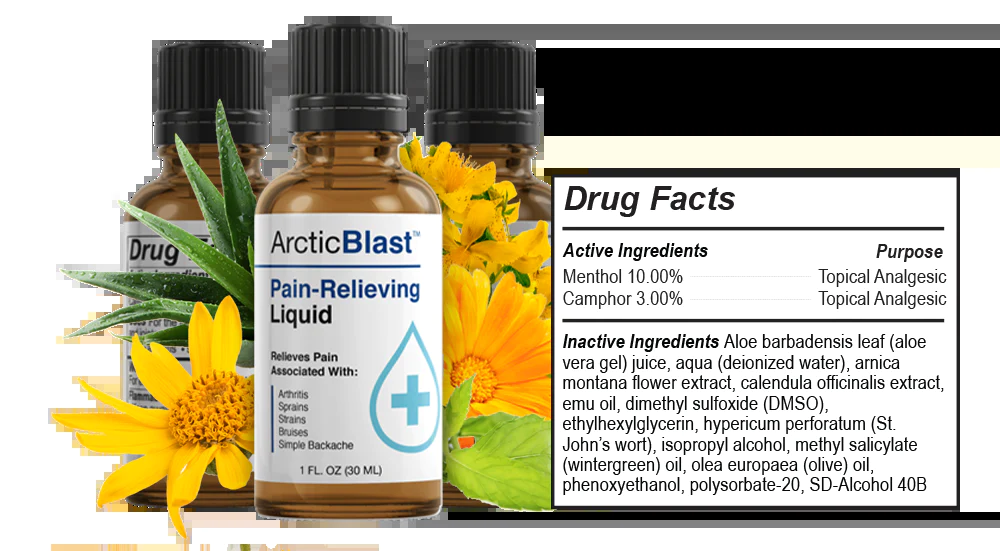 ArcticBlast™
Pain-Relieving
Liquid
Relieves Pain
Associated With:
Arthritis
Sprains
Strains
Bruises
Simple Backache
1 FL. OZ (30 ML)
Drug
Drug Facts
Active Ingredients Purpose
Menthol 10.00% Topical Analgesic
Camphor 3.00% Topical Analgesic
Inactive Ingredients Aloe barbadensis leaf (aloe
vera gel) juice, aqua (deionized water), arnica
montana flower extract, calendula officinalis extract,
emu oil, dimethyl sulfoxide (DMSO),
ethylhexylglycerin, hypericum perforatum (St.
John's wort), isopropyl alcohol, methyl salicylate
(wintergreen) oil, olea europaea (olive) oil,
phenoxyethanol, polysorbate-20, SD-Alcohol 40B